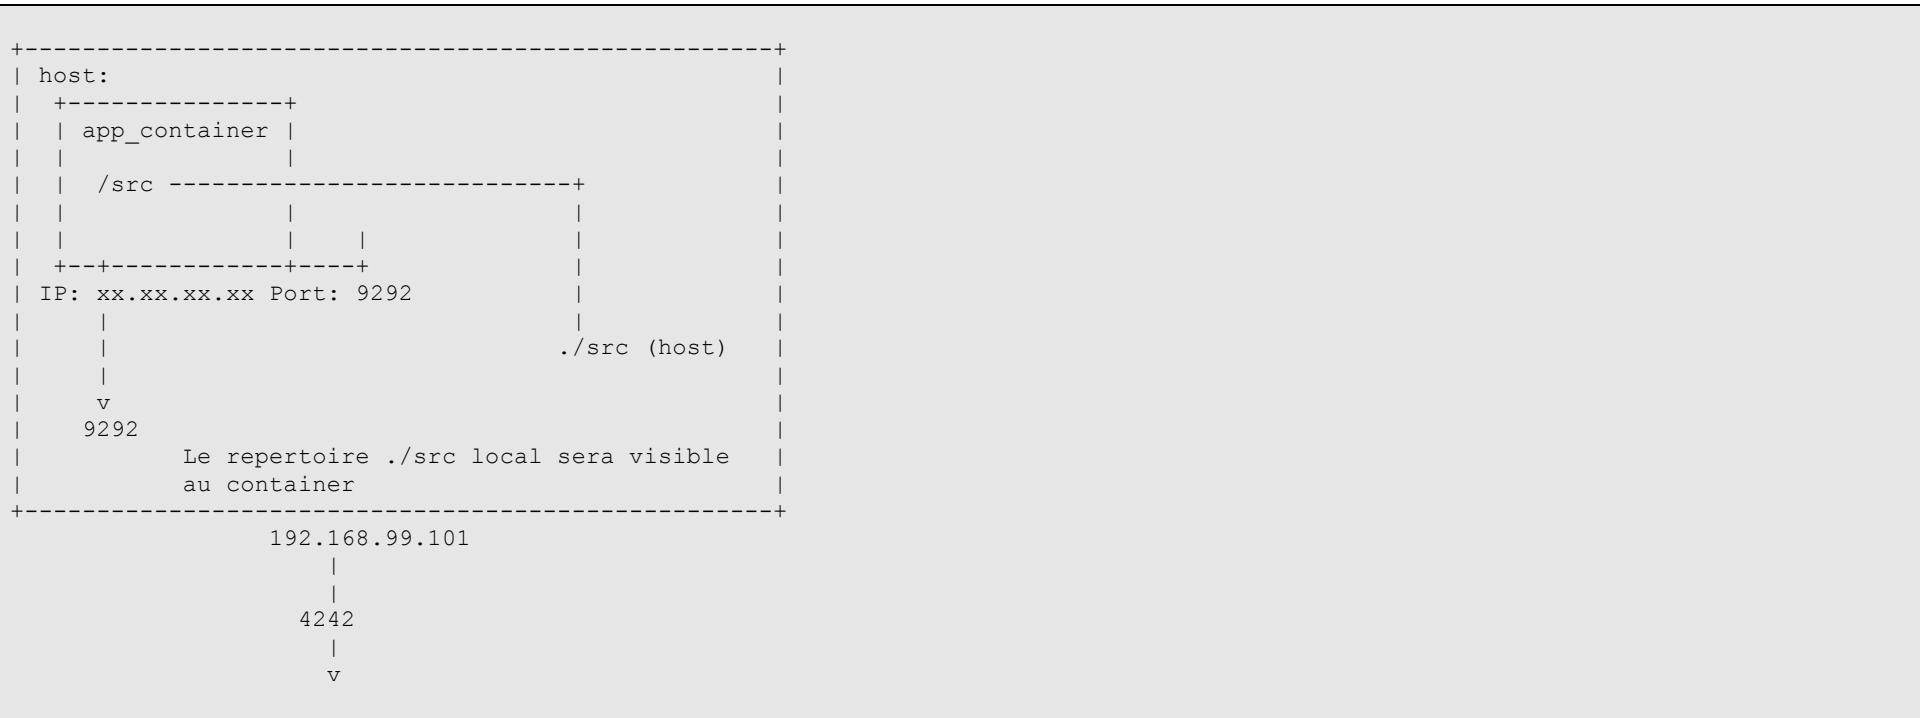 +----------------------------------------------------+
| host:                                              |
|  +---------------+                                 |
|  | app_container |                                 |
|  |               |                                 |
|  |  /src ----------------------------+             |
|  |               |                   |             |
|  |               |    |              |             |
|  +--+------------+----+              |             |
| IP: xx.xx.xx.xx Port: 9292           |             |
|     |                                |             |
|     |                               ./src (host)   |
|     |                                              |
|     v                                              |
|    9292                                            |
|           Le repertoire ./src local sera visible   |
|           au container                             |
+----------------------------------------------------+
                  192.168.99.101
                      |
                      |
                    4242
                      |
                      v